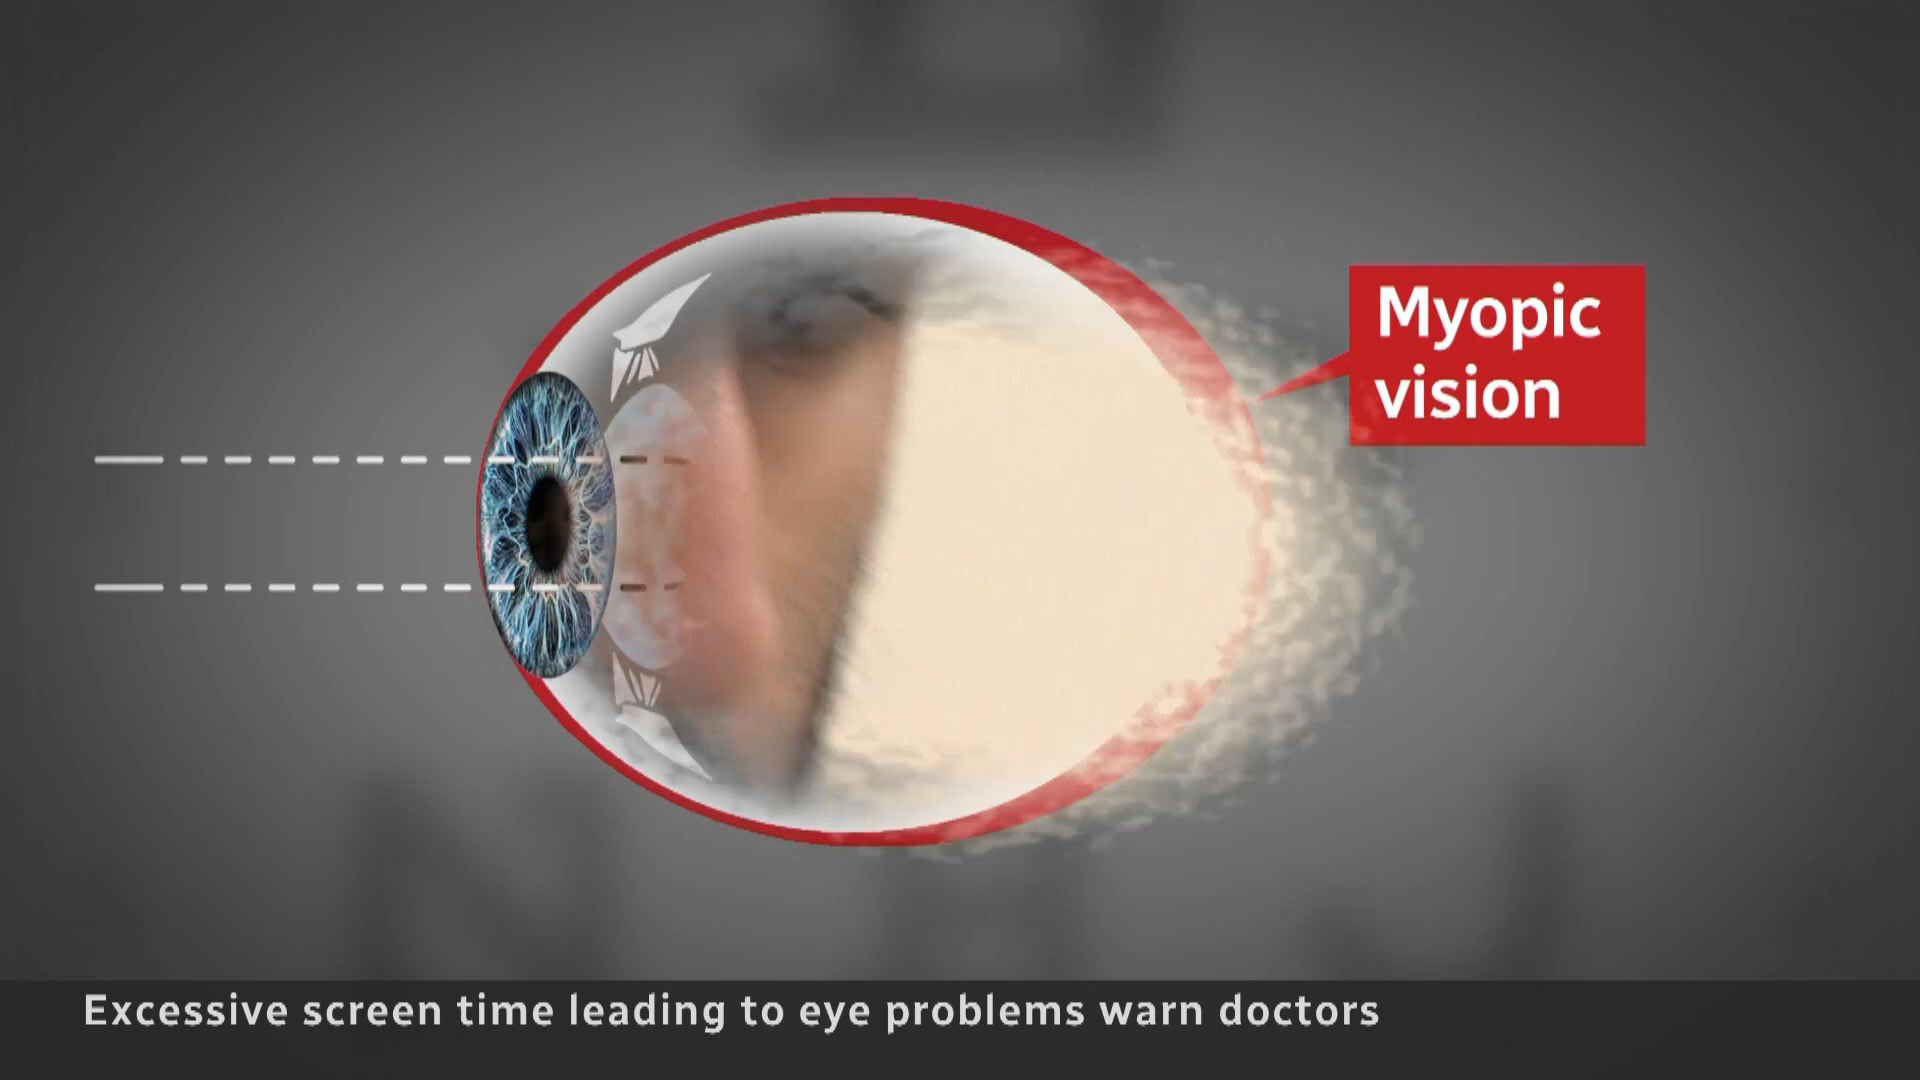 Myopic
vision
Excessive screen time leading to eye problems warn doctors